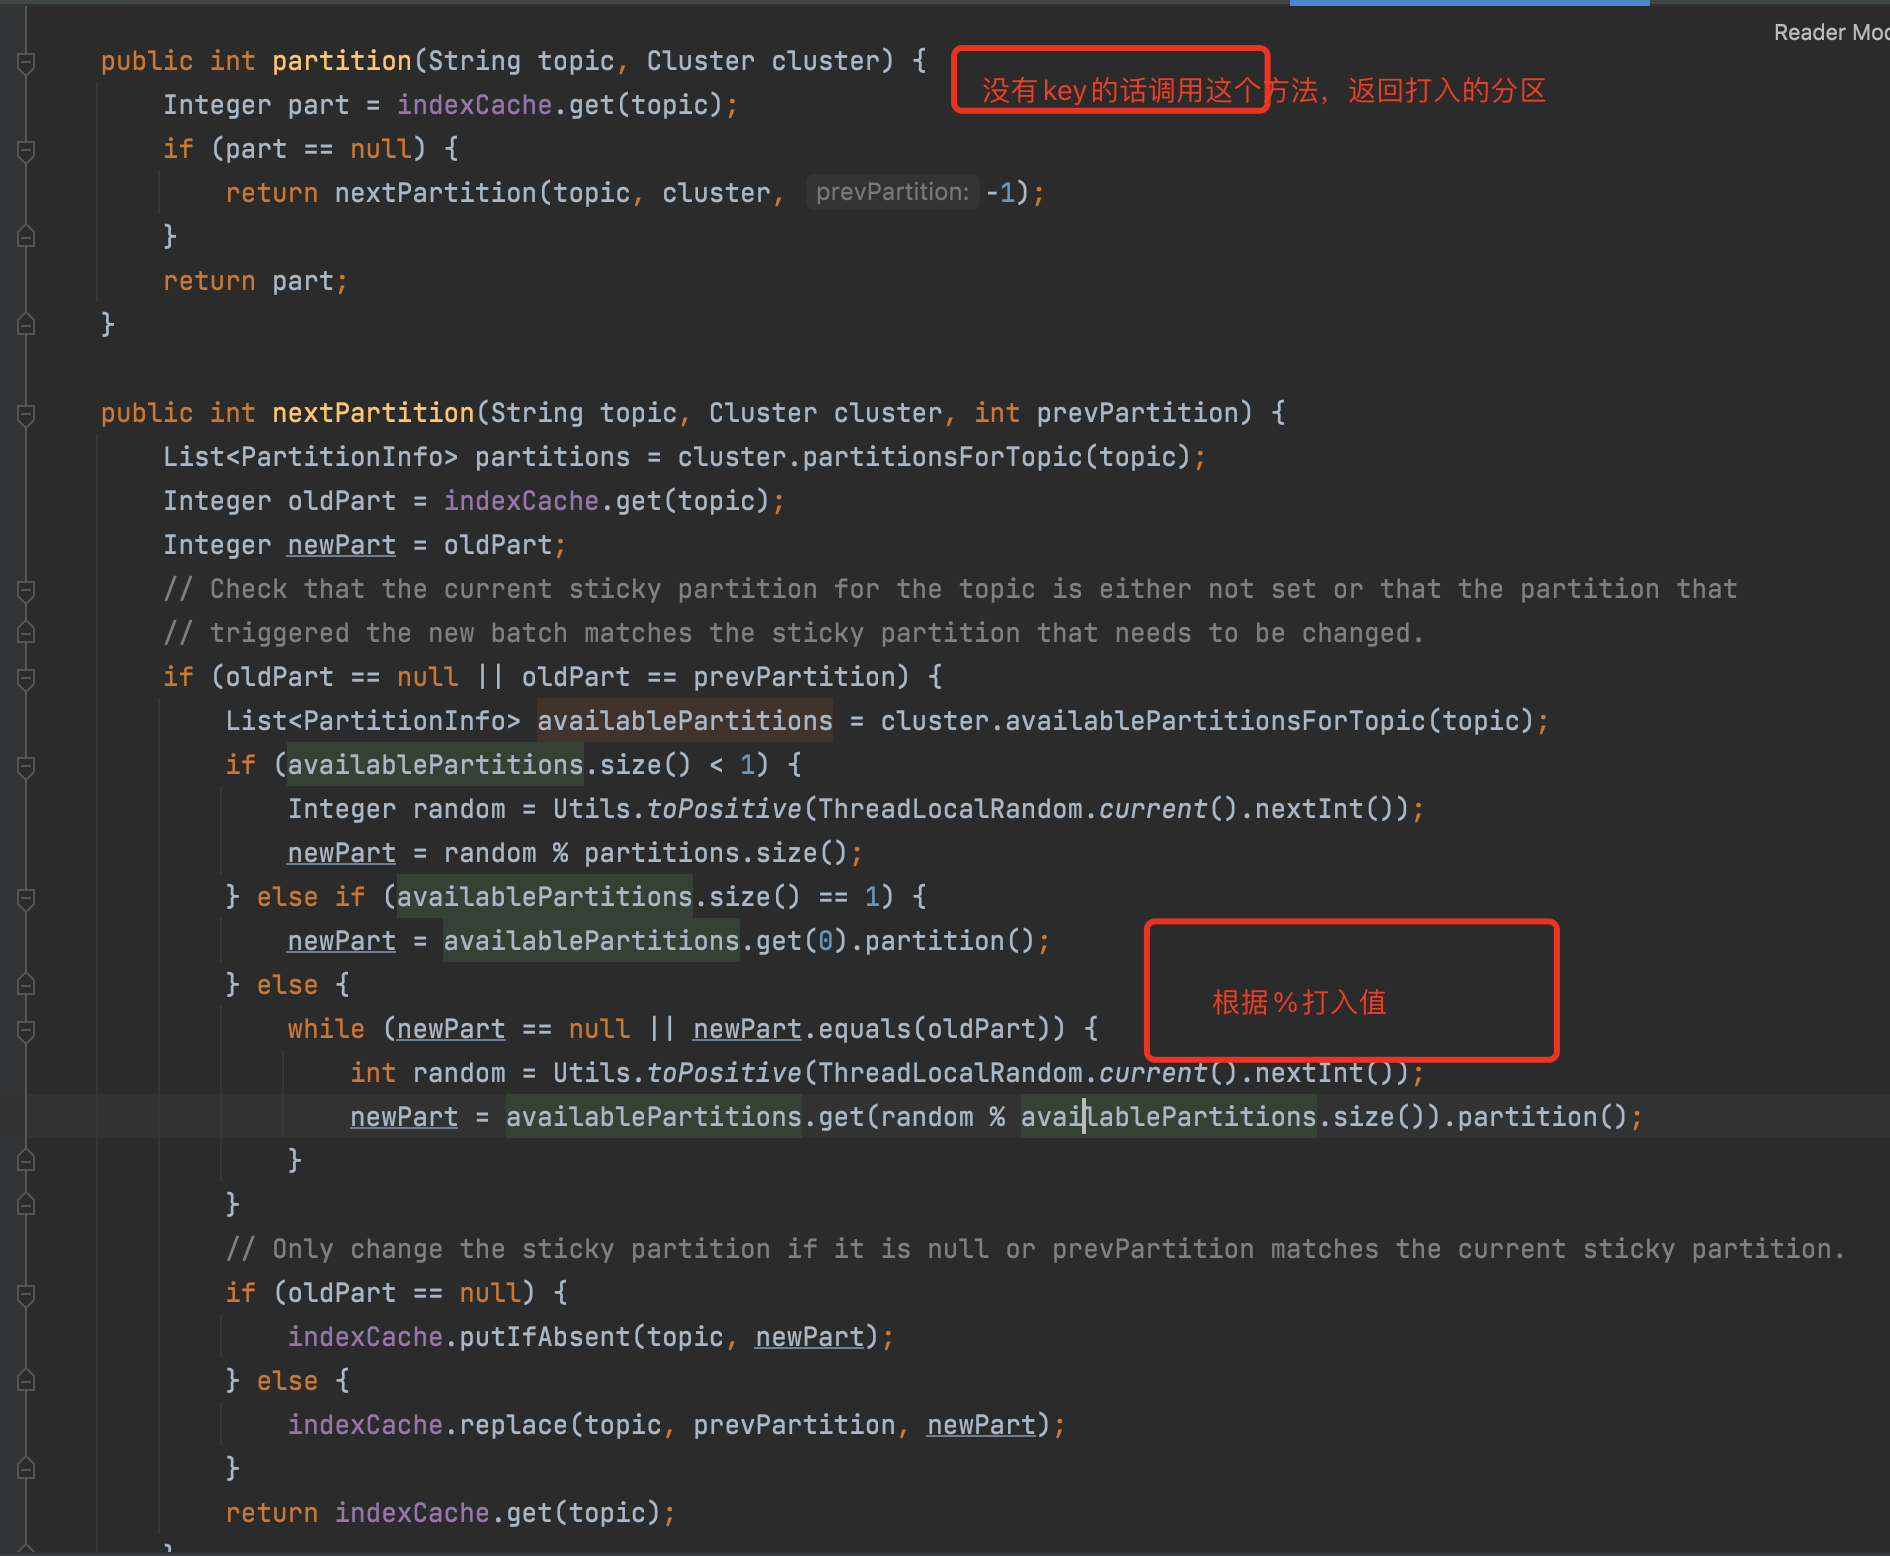 Reader Mod
public int partition(String topic, Cluster cluster) {
没有key的话调用这个方法，返回打入的分区
Integer part = indexCache.get(topic);
if (part == null) {
return nextPartition(topic, cluster, prevPartition: -1);
}
return part;
}
public int nextPartition(String topic, Cluster cluster, int prevPartition) {
List<PartitionInfo> partitions = cluster.partitionsForTopic(topic);
Integer oldPart = indexCache.get(topic);
Integer newPart = oldPart;
// Check that the current sticky partition for the topic is either not set or that the partition that
// triggered the new batch matches the sticky partition that needs to be changed.
if (oldPart == null || oldPart == prevPartition) {
List<PartitionInfo> availablePartitions = cluster.availablePartitionsForTopic(topic);
if (availablePartitions.size() < 1) {
Integer random = Utils.toPositive(ThreadLocalRandom.current().nextInt());
newPart = random % partitions.size();
} else if (availablePartitions.size() == 1) {
newPart = availablePartitions.get(0).partition();
} else {
根据%打入值
while (newPart == null || newPart.equals(oldPart)) {
int random = Utils.toPositive(ThreadLocalRandom.current().nextInt());
newPart = availablePartitions.get(random % availablePartitions.size()).partition();
}
}
// Only change the sticky partition if it is null or prevPartition matches the current sticky partition.
if (oldPart == null) {
indexCache.putIfAbsent(topic, newPart);
} else {
indexCache.replace(topic, prevPartition, newPart);
}
return indexCache.get(topic);
}